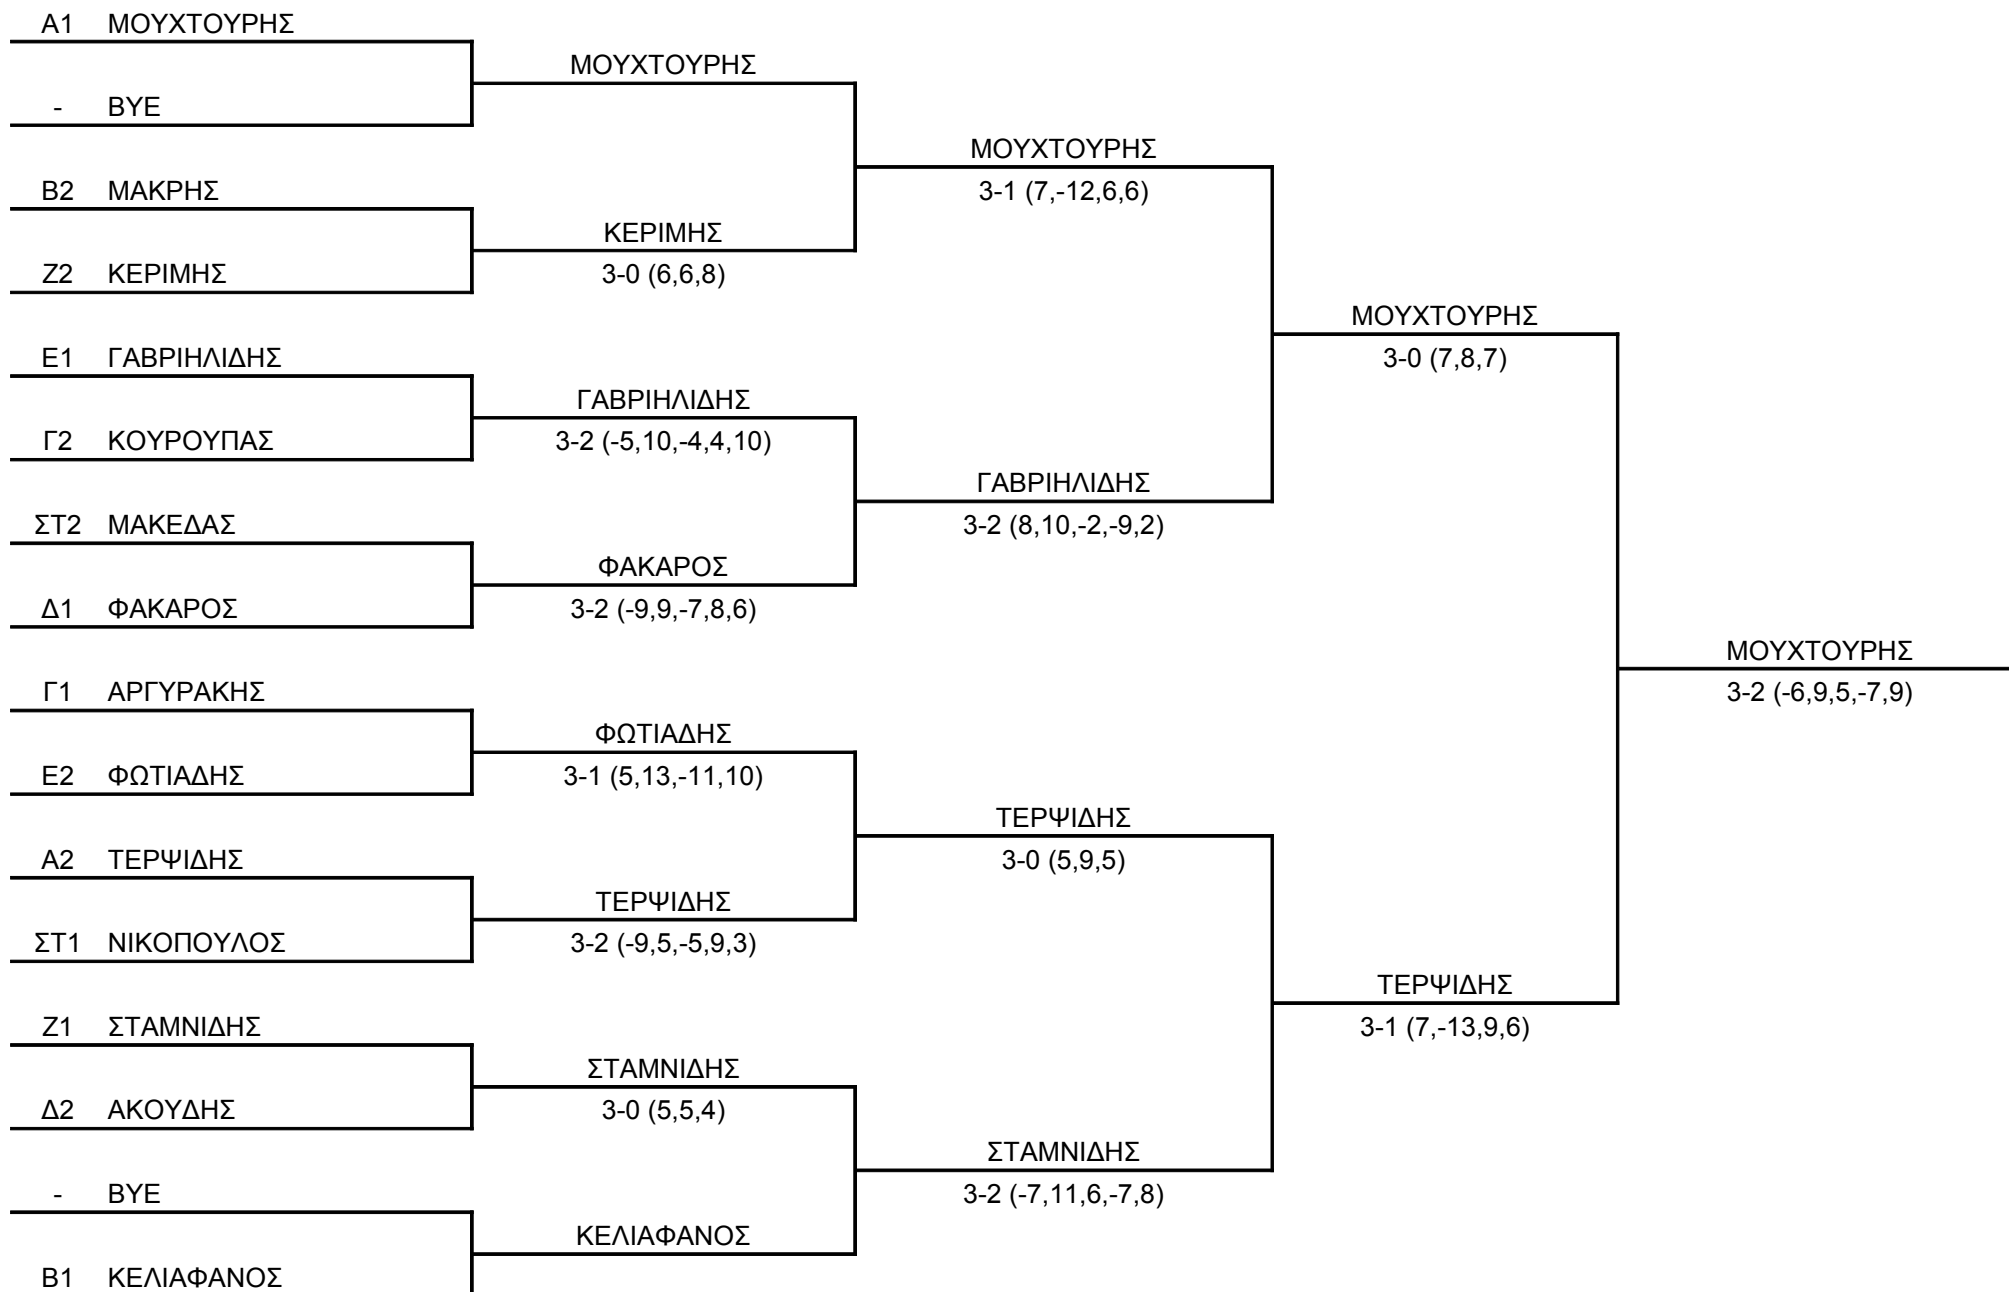 Α1 ΜΟΥΧΤΟΥΡΗΣ
ΜΟΥΧΤΟΥΡΗΣ
- BYE
ΜΟΥΧΤΟΥΡΗΣ
Β2 ΜΑΚΡΗΣ
3-1 (7,-12,6,6)
ΚΕΡΙΜΗΣ
Ζ2 ΚΕΡΙΜΗΣ
3-0 (6,6,8)
ΜΟΥΧΤΟΥΡΗΣ
Ε1 ΓΑΒΡΙΗΛΙΔΗΣ
3-0 (7,8,7)
ΓΑΒΡΙΗΛΙΔΗΣ
Γ2 ΚΟΥΡΟΥΠΑΣ
3-2 (-5,10,-4,4,10)
ΓΑΒΡΙΗΛΙΔΗΣ
ΣΤ2 ΜΑΚΕΔΑΣ
3-2 (8,10,-2,-9,2)
ΦΑΚΑΡΟΣ
Δ1 ΦΑΚΑΡΟΣ
3-2 (-9,9,-7,8,6)
ΜΟΥΧΤΟΥΡΗΣ
Γ1 ΑΡΓΥΡΑΚΗΣ
3-2 (-6,9,5,-7,9)
ΦΩΤΙΑΔΗΣ
Ε2 ΦΩΤΙΑΔΗΣ
3-1 (5,13,-11,10)
ΤΕΡΨΙΔΗΣ
Α2 ΤΕΡΨΙΔΗΣ
3-0 (5,9,5)
ΤΕΡΨΙΔΗΣ
ΣΤ1 ΝΙΚΟΠΟΥΛΟΣ
3-2 (-9,5,-5,9,3)
ΤΕΡΨΙΔΗΣ
Ζ1 ΣΤΑΜΝΙΔΗΣ
3-1 (7,-13,9,6)
ΣΤΑΜΝΙΔΗΣ
Δ2 ΑΚΟΥΔΗΣ
3-0 (5,5,4)
ΣΤΑΜΝΙΔΗΣ
- BYE
3-2 (-7,11,6,-7,8)
ΚΕΛΙΑΦΑΝΟΣ
Β1 ΚΕΛΙΑΦΑΝΟΣ